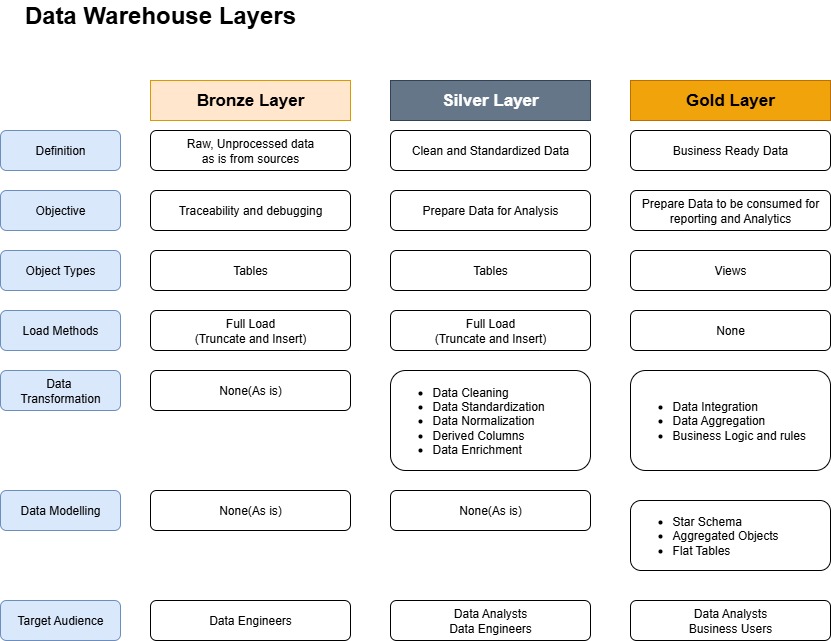 Data Warehouse Layers
Bronze Layer
Silver Layer
Gold Layer
Definition
Raw, Unprocessed data
as is from sources
Clean and Standardized Data
Business Ready Data
Objective
Traceability and debugging
Prepare Data for Analysis
Prepare Data to be consumed for
reporting and Analytics
Object Types
Tables
Tables
Views
Load Methods
Full Load
(Truncate and Insert)
Full Load
(Truncate and Insert)
None
Data
Transformation
None(As is)
• Data Cleaning
• Data Standardization
• Data Normalization
• Derived Columns
• Data Enrichment
• Data Integration
• Data Aggregation
• Business Logic and rules
Data Modelling
None(As is)
None(As is)
• Star Schema
• Aggregated Objects
• Flat Tables
Target Audience
Data Engineers
Data Analysts
Data Engineers
Data Analysts
Business Users